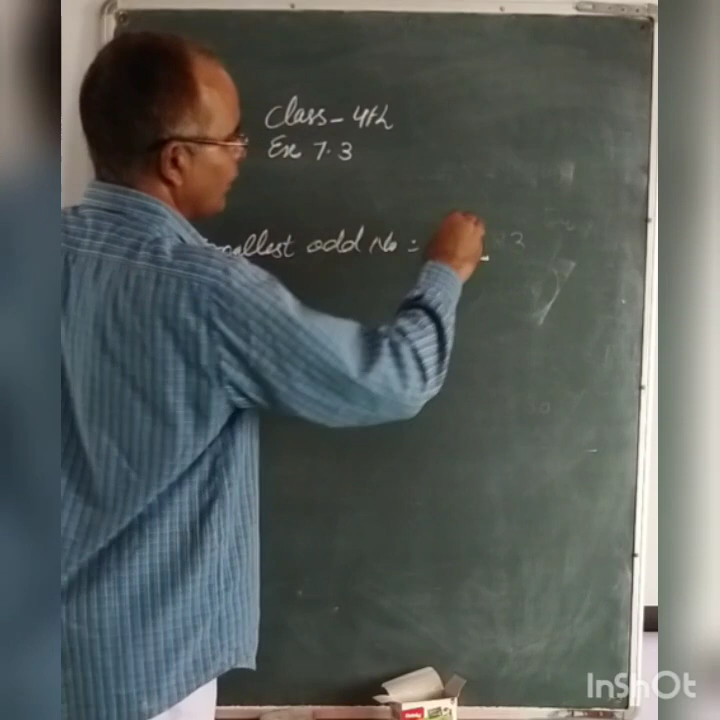 Class - 4th
Ex 7.3
Smallest odd No =
InShOt